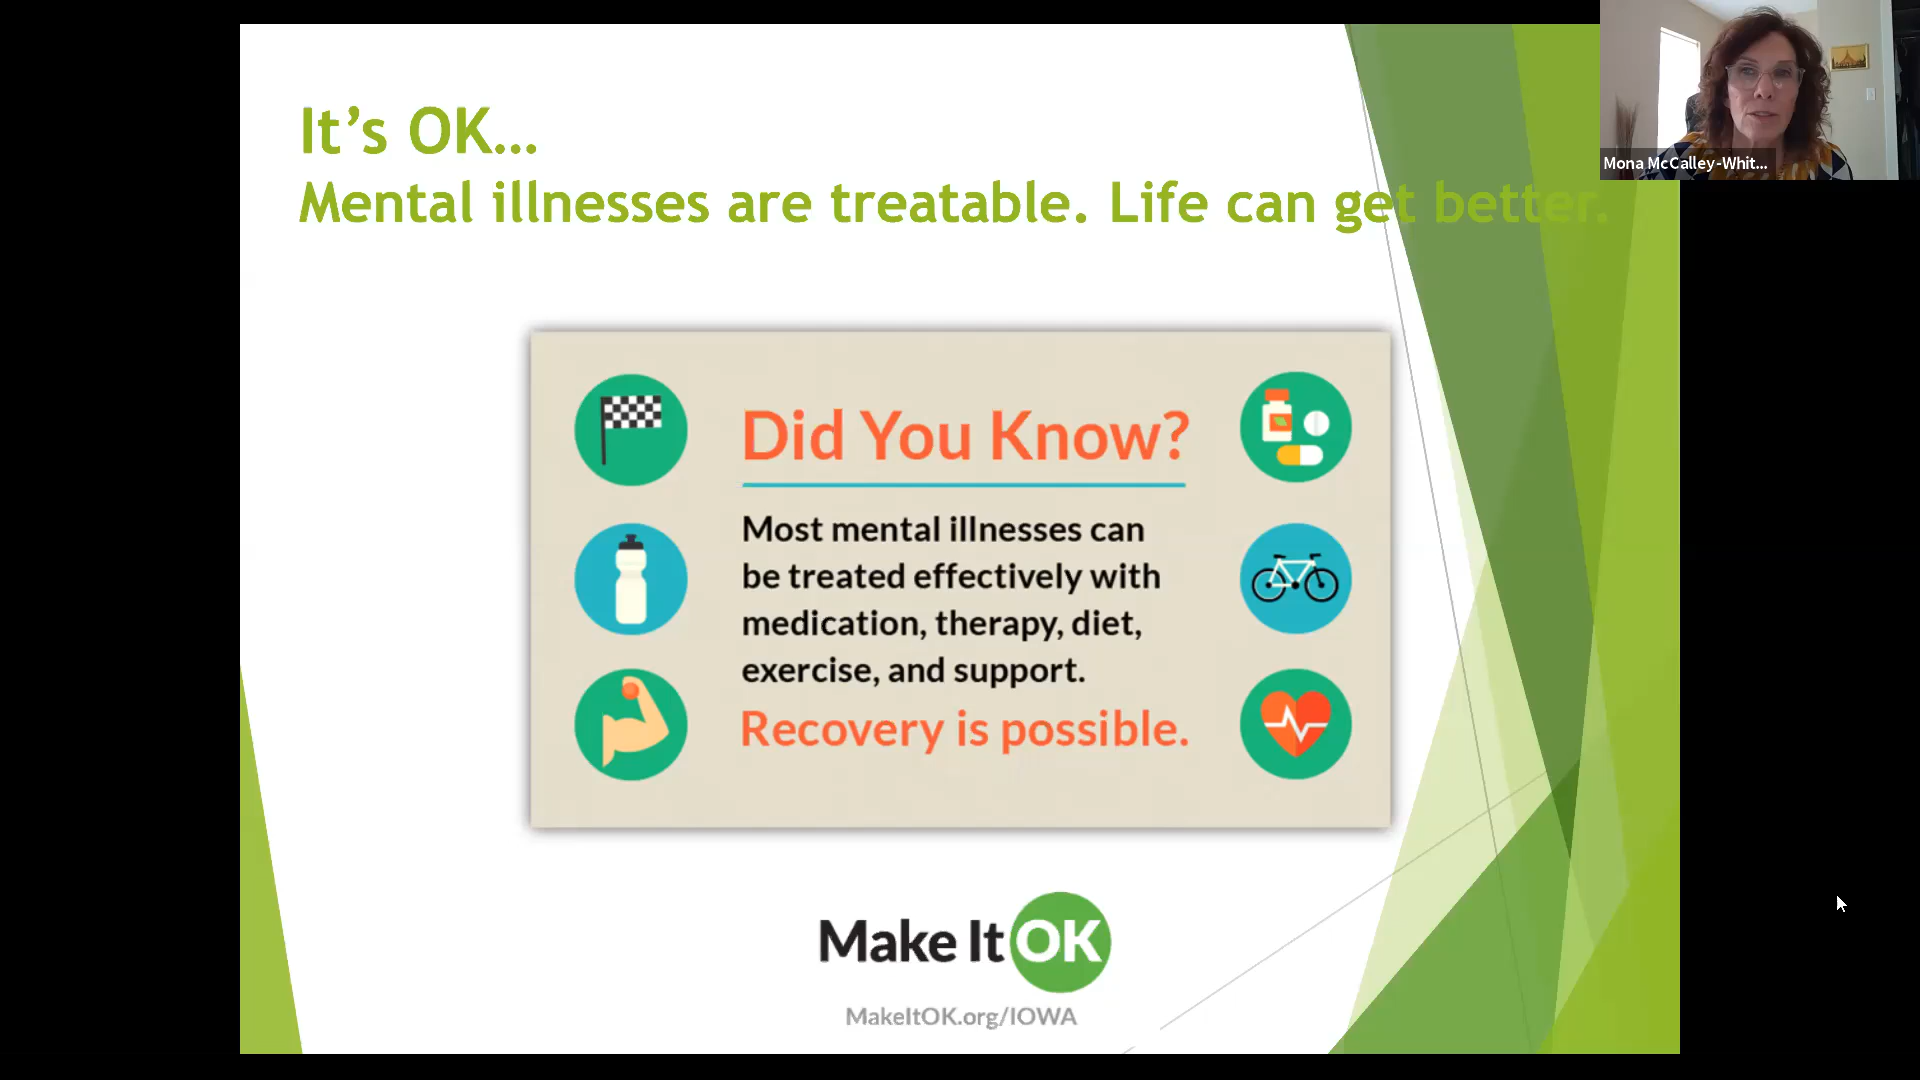 It's OK...
Mental illnesses are treatable. Life can get better.
Mona McCalley-Whit...
Did You Know?
Most mental illnesses can
be treated effectively with
medication, therapy, diet,
exercise, and support.
Recovery is possible.
Make It OK
MakeItOK.org/IOWA